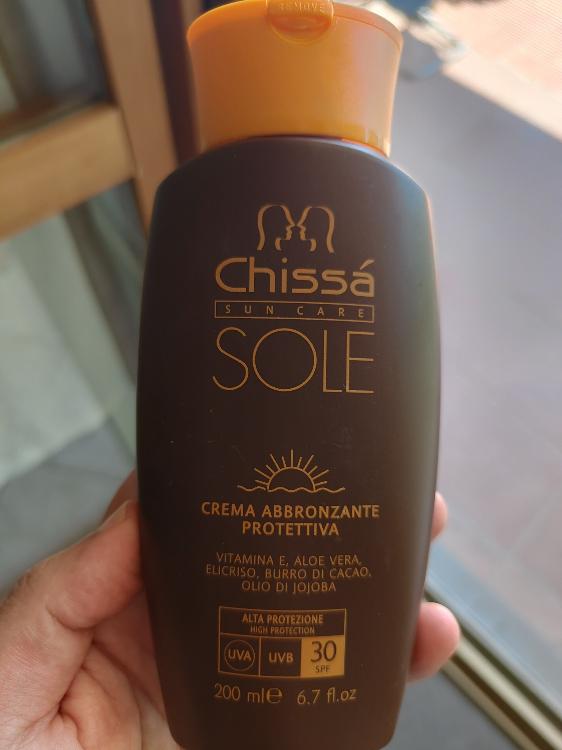 REMOVE
Chissá
SUN CARE
SOLE
CREMA ABBRONZANTE
PROTETTIVA
VITAMINA E, ALOE VERA,
ELICRISO, BURRO DI CACAO,
OLIO DI JOJOBA
ALTA PROTEZIONE
HIGH PROTECTION
UVA UVB 30
SPF
200 ml℮ 6.7 fl.oz